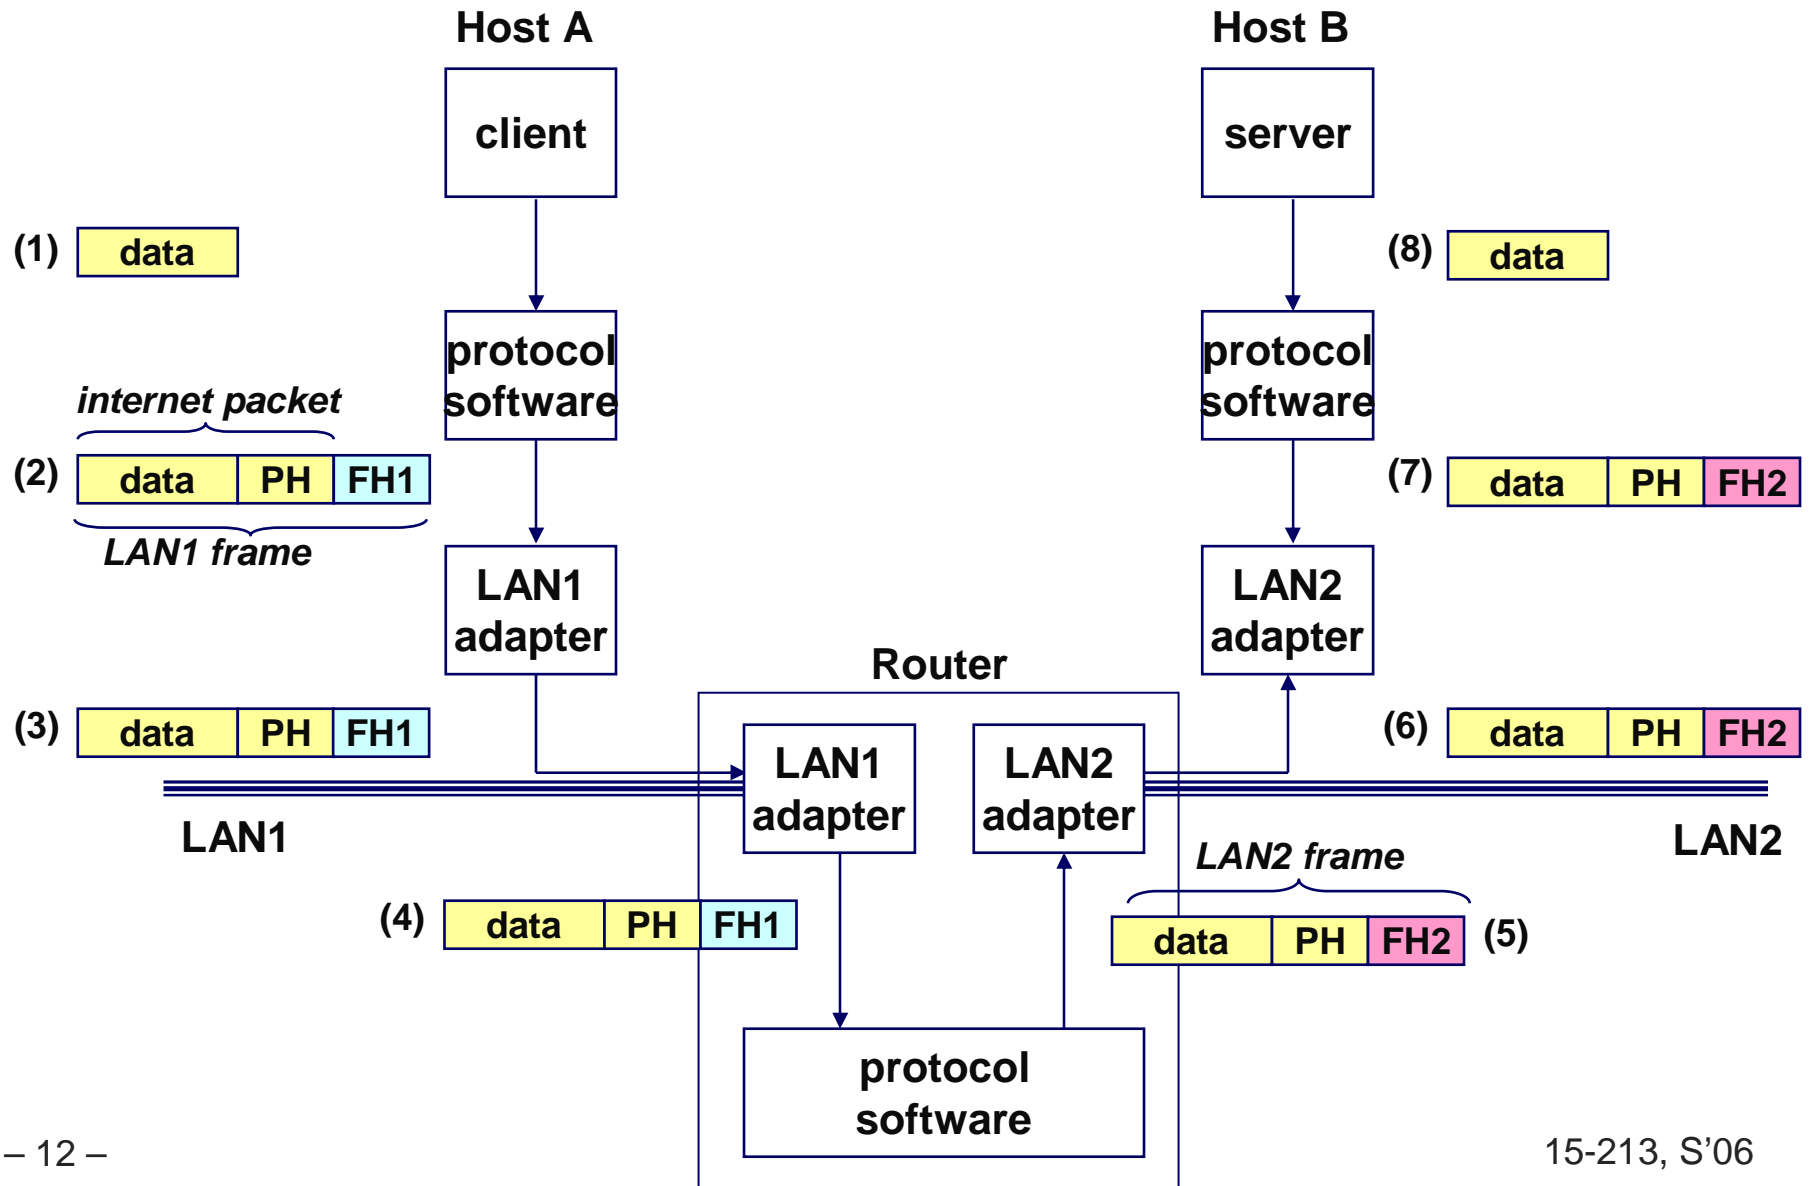 Host A
Host B
client
server
(1) data
(8) data
protocol
software
protocol
software
internet packet
(2) data PH FH1
LAN1 frame
(7) data PH FH2
LAN1
adapter
LAN2
adapter
Router
(3) data PH FH1
(6) data PH FH2
LAN1
adapter
LAN2
adapter
LAN1
LAN2
LAN2 frame
(4) data PH FH1
data PH FH2 (5)
protocol
software
– 12 –
15-213, S’06